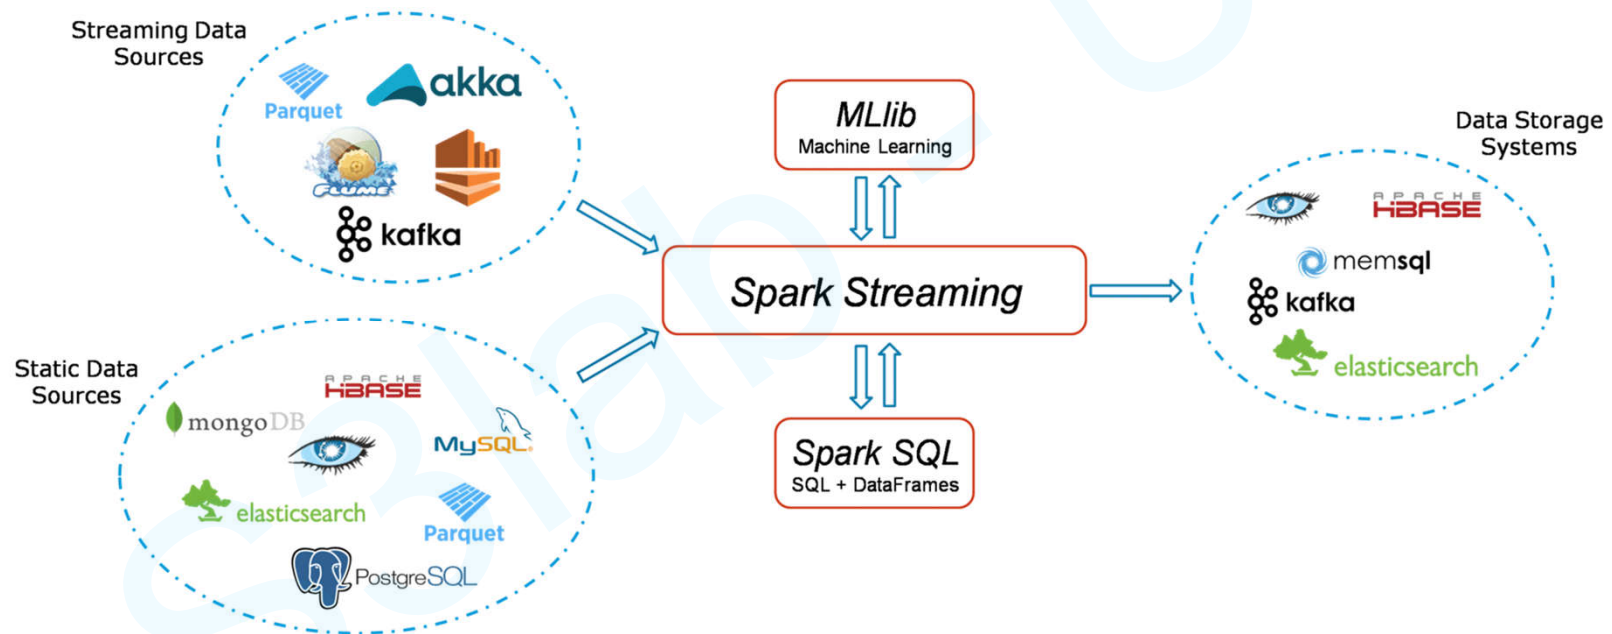 Streaming Data
Sources
Parquet
akka
FLUME
kafka
MLlib
Machine Learning
Data Storage
Systems
APACHE
HBASE
memsql
kafka
elasticsearch
Spark Streaming
Static Data
Sources
APACHE
HBASE
mongoDB
MySQL
elasticsearch
Parquet
PostgreSQL
Spark SQL
SQL + DataFrames